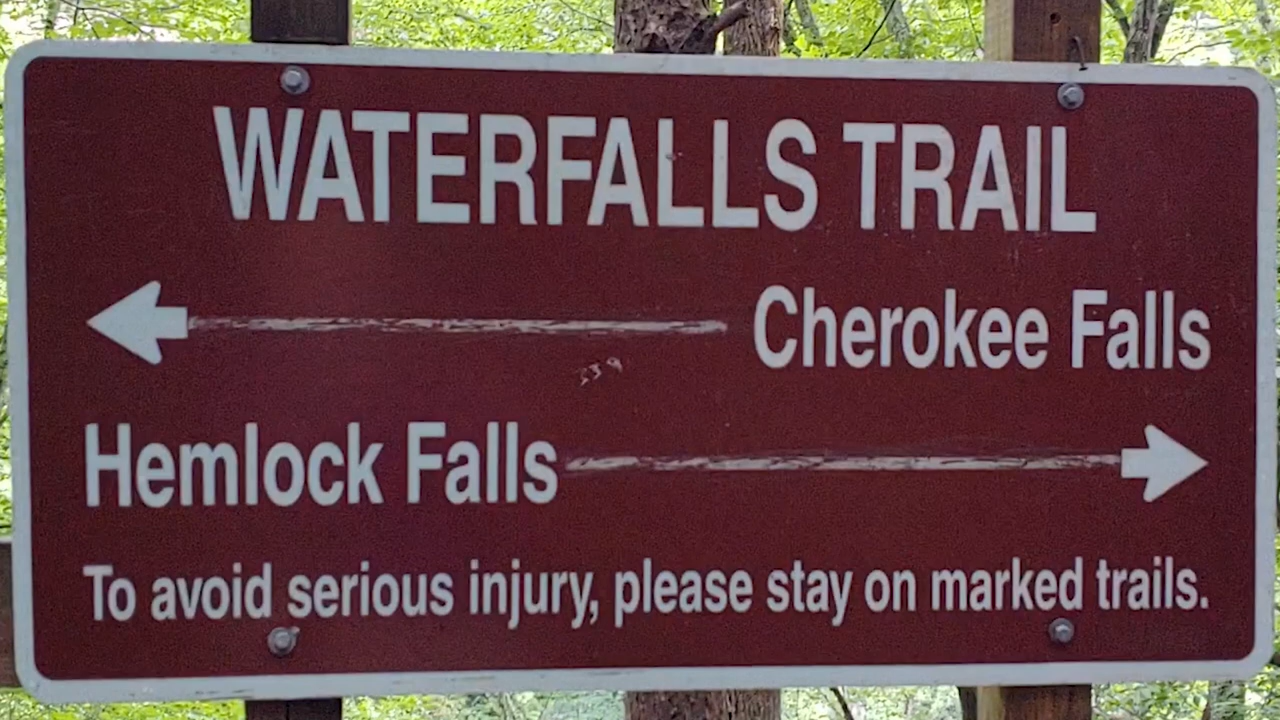 WATERFALLS TRAIL
Cherokee Falls
Hemlock Falls
To avoid serious injury, please stay on marked trails.